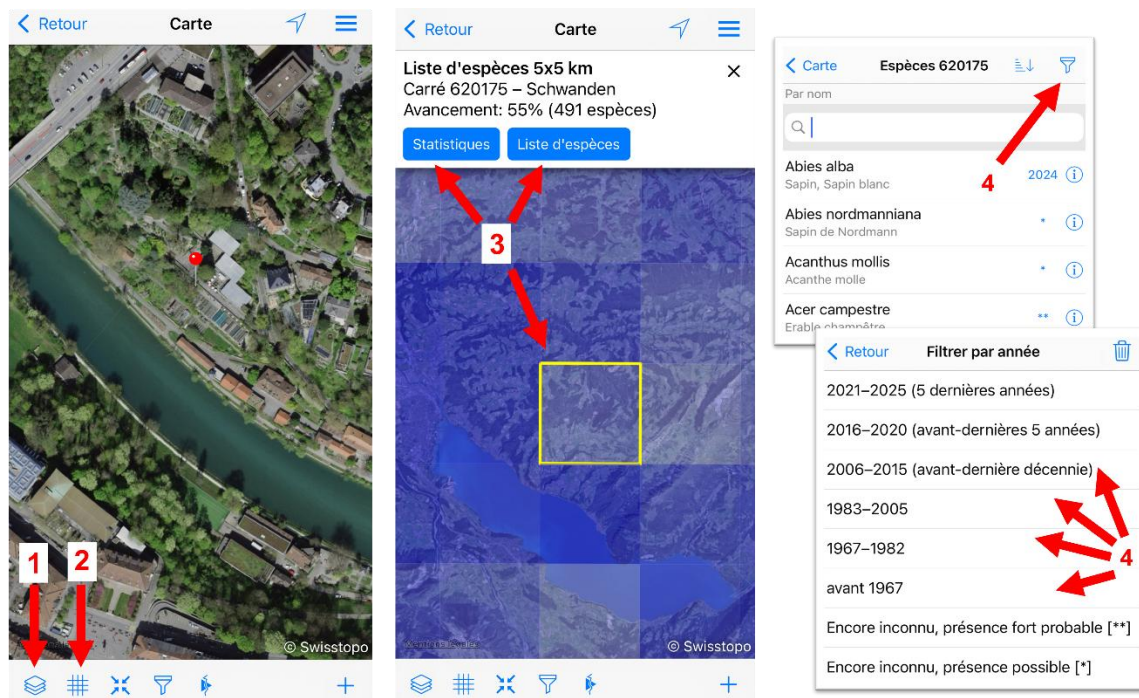 Retour
Carte
1
2
© Swisstopo
Retour
Carte
Liste d'espèces 5x5 km
Carré 620175 – Schwanden
Avancement: 55% (491 espèces)
Statistiques
Liste d'espèces
3
© Swisstopo
Carte
Espèces 620175
Par nom
4
Abies alba
Sapin, Sapin blanc
2024
Abies nordmanniana
Sapin de Nordmann
*
Acanthus mollis
Acanthe molle
*
Acer campestre
Erable champêtre
**
Retour
Filtrer par année
2021–2025 (5 dernières années)
2016–2020 (avant-dernières 5 années)
2006–2015 (avant-dernière décennie)
1983–2005
1967–1982
4
avant 1967
Encore inconnu, présence fort probable [**]
Encore inconnu, présence possible [*]